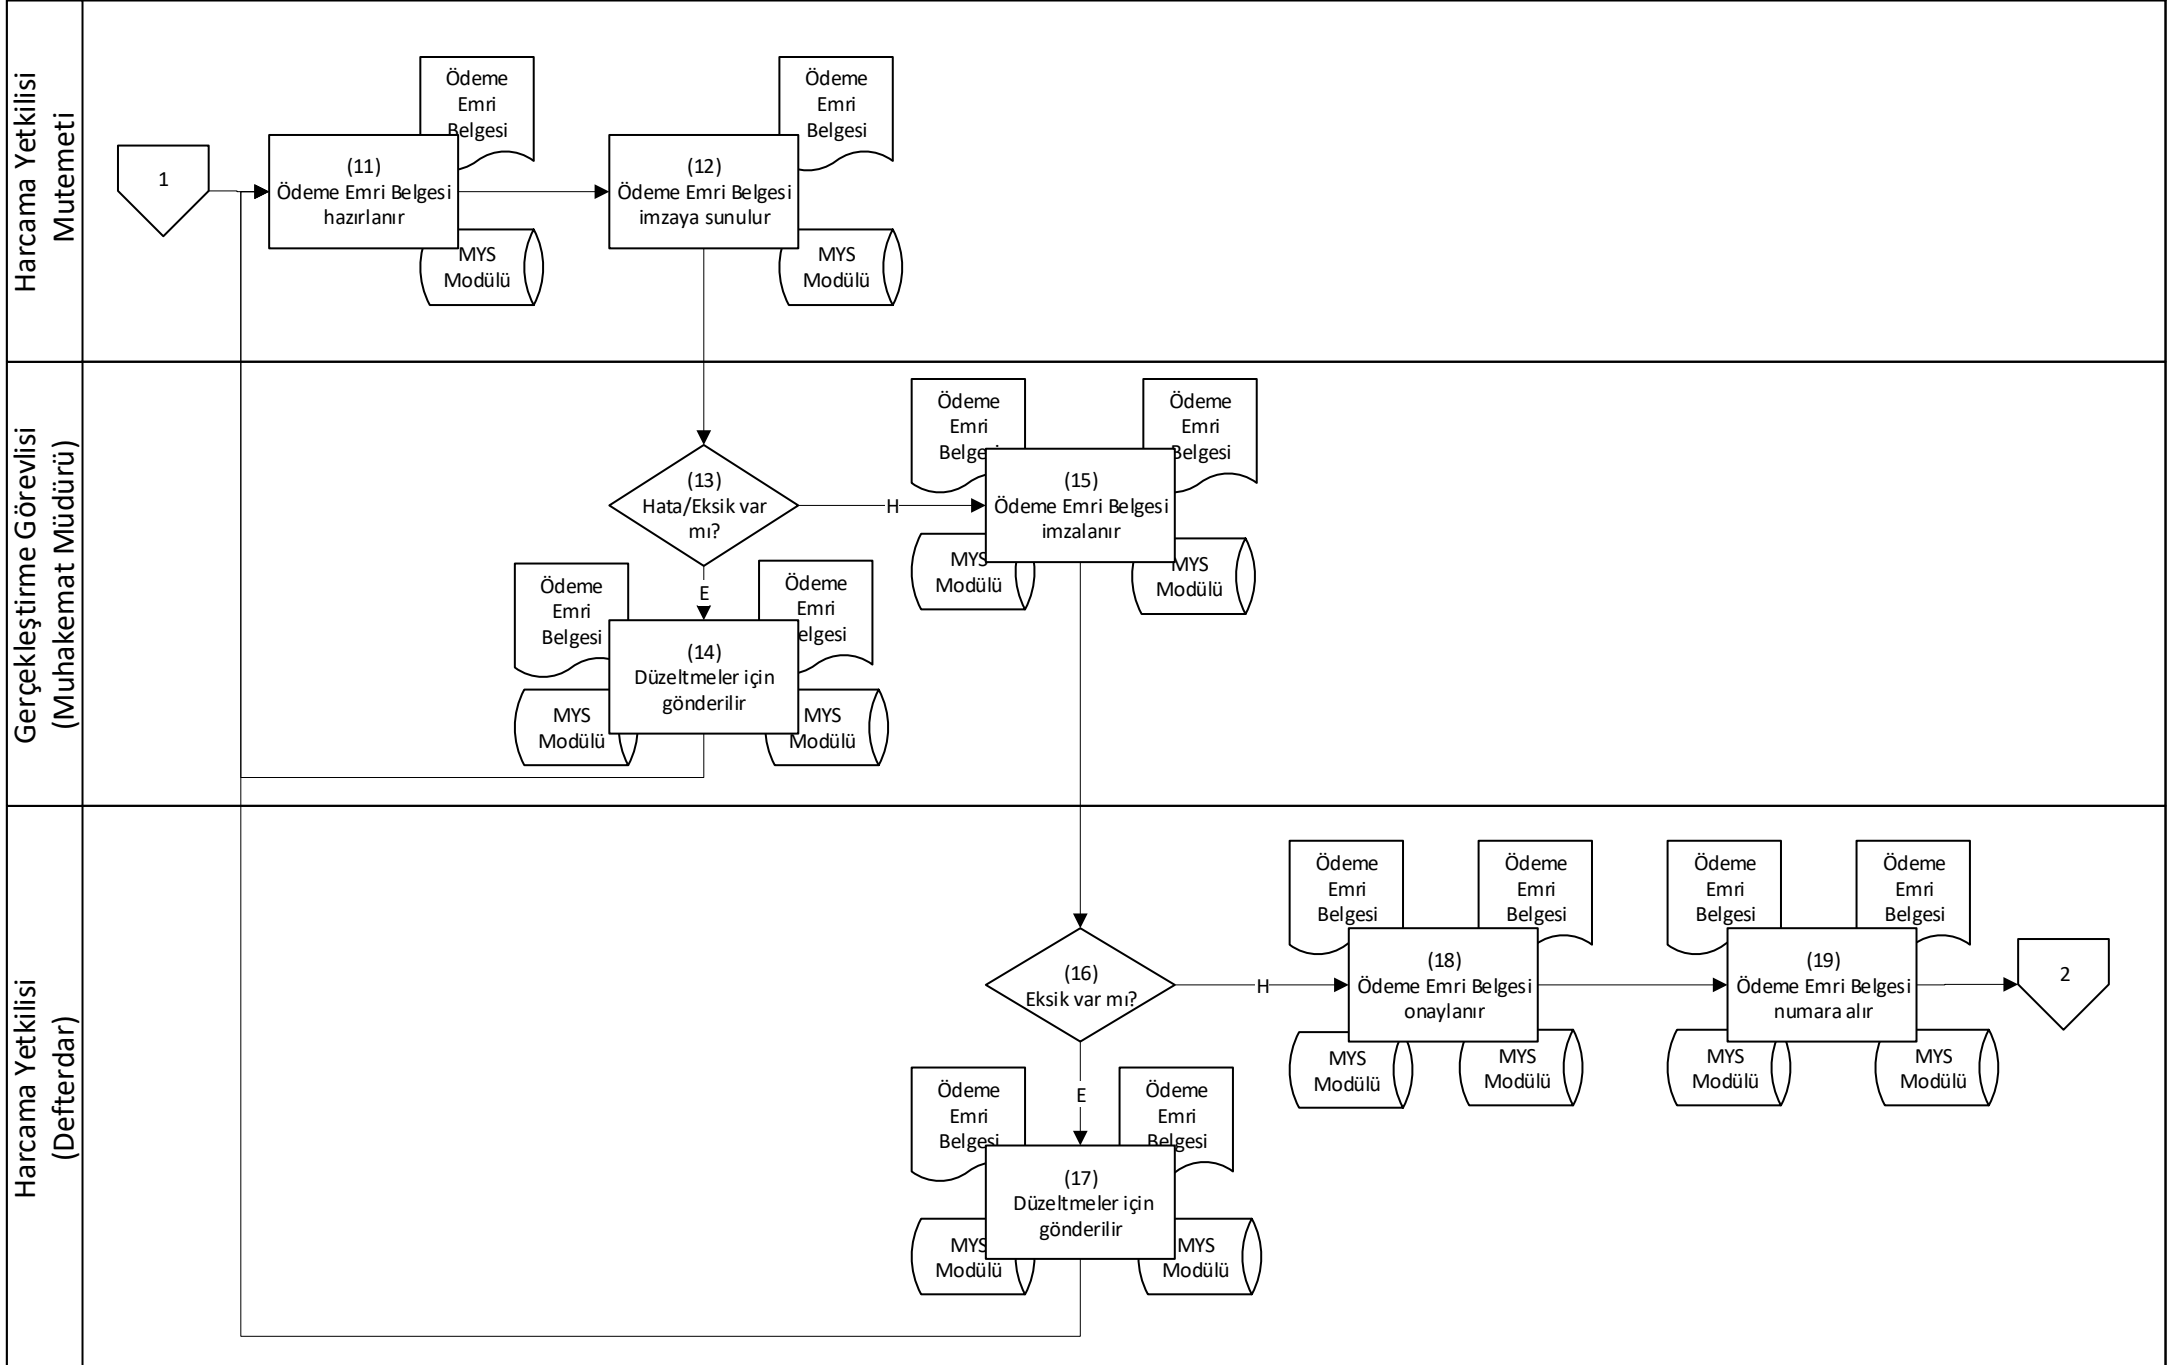 Harcama Yetkilisi
Mutemeti
1
Ödeme
Emri
Belgesi
(11)
Ödeme Emri Belgesi
hazırlanır
MYS
Modülü
Ödeme
Emri
Belgesi
(12)
Ödeme Emri Belgesi
imzaya sunulur
MYS
Modülü
Gerçekleştirme Görevlisi
(Muhakemat Müdürü)
(13)
Hata/Eksik var
mı?
H
E
Ödeme
Emri
Belgesi
Ödeme
Emri
elgesi
(14)
Düzeltmeler için
gönderilir
MYS
Modülü
MYS
Modülü
Ödeme
Emri
Belgesi
Ödeme
Emri
Belgesi
(15)
Ödeme Emri Belgesi
imzalanır
MYS
Modülü
MYS
Modülü
Harcama Yetkilisi
(Defterdar)
(16)
Eksik var mı?
H
E
Ödeme
Emri
Belgesi
Ödeme
Emri
Belgesi
(17)
Düzeltmeler için
gönderilir
MYS
Modülü
MYS
Modülü
Ödeme
Emri
Belgesi
Ödeme
Emri
Belgesi
(18)
Ödeme Emri Belgesi
onaylanır
MYS
Modülü
MYS
Modülü
Ödeme
Emri
Belgesi
Ödeme
Emri
Belgesi
(19)
Ödeme Emri Belgesi
numara alır
MYS
Modülü
MYS
Modülü
2